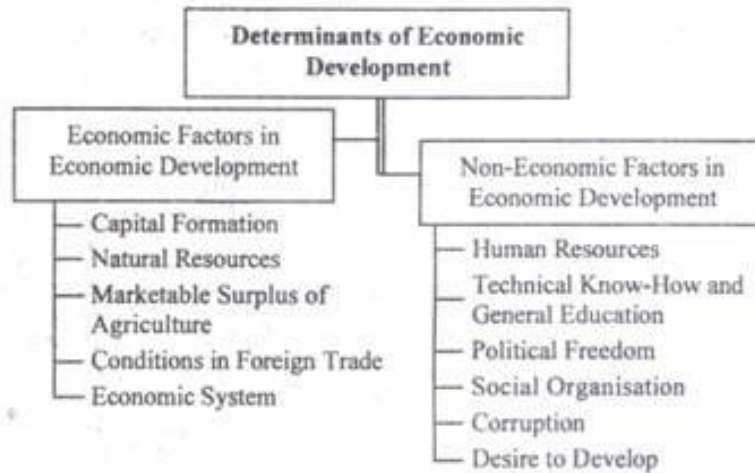 Determinants of Economic
Development
Economic Factors in
Economic Development
Capital Formation
Natural Resources
Marketable Surplus of
Agriculture
Conditions in Foreign Trade
Economic System
Non-Economic Factors in
Economic Development
Human Resources
Technical Know-How and
General Education
Political Freedom
Social Organisation
Corruption
Desire to Develop